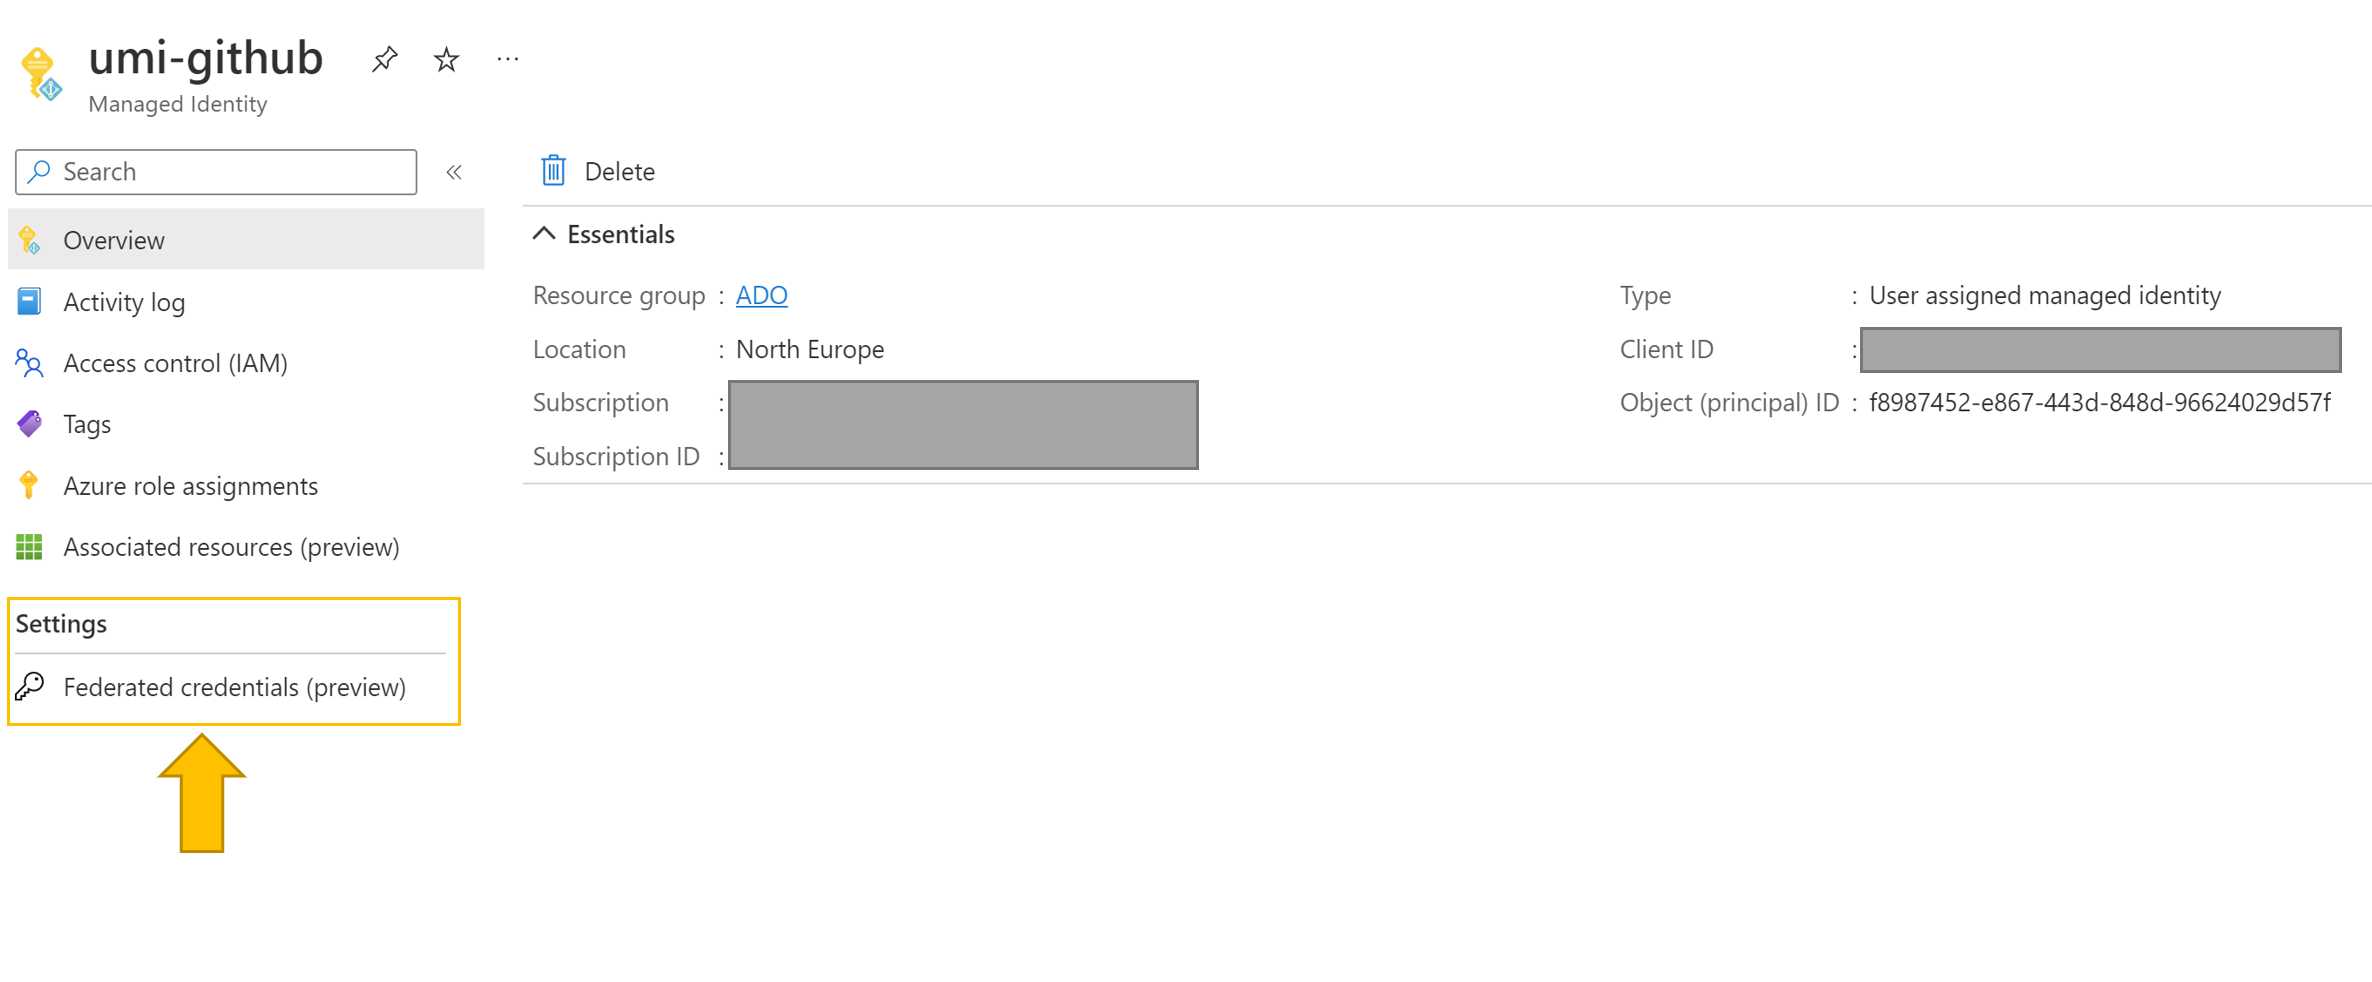 umi-github
Managed Identity
Search
«
Overview
Activity log
Access control (IAM)
Tags
Azure role assignments
Associated resources (preview)
Settings
Federated credentials (preview)
Delete
Essentials
Resource group : ADO
Location : North Europe
Subscription :
Subscription ID :
Type : User assigned managed identity
Client ID :
Object (principal) ID : f8987452-e867-443d-848d-96624029d57f